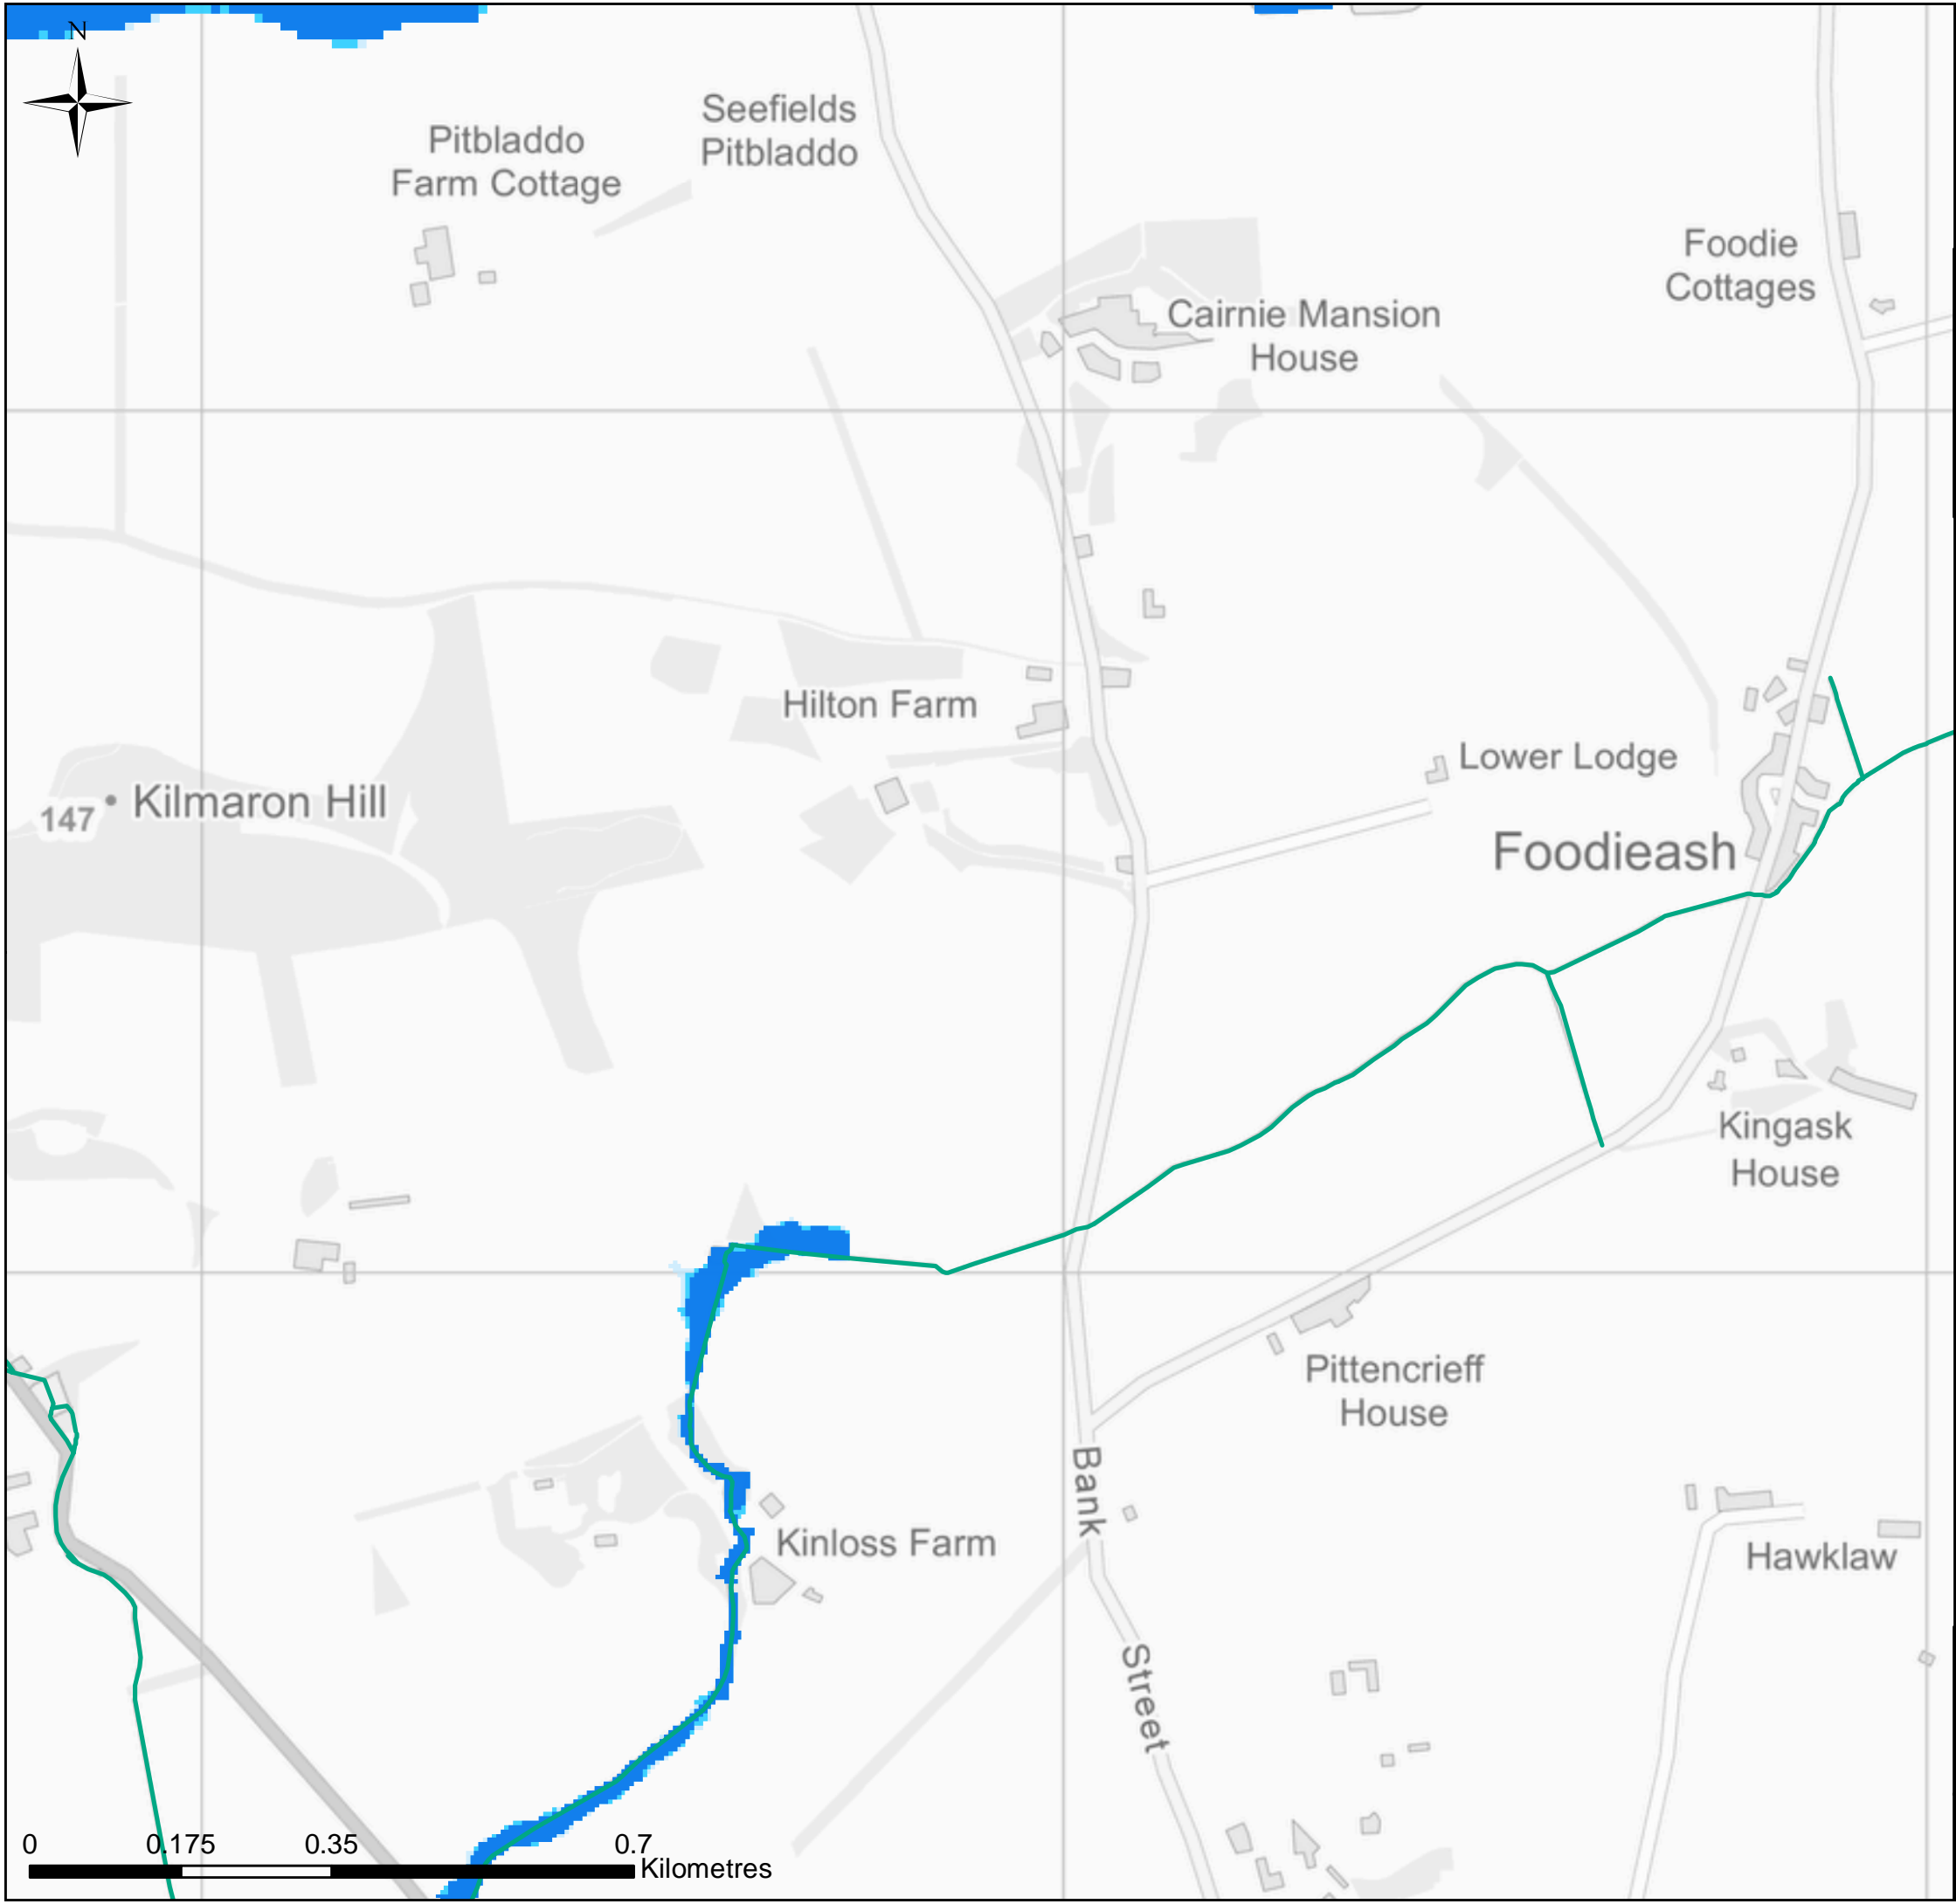 N
Seefields
Pitbladdo
Pitbladdo
Farm Cottage
Foodie
Cottages
Cairnie Mansion
House
Hilton Farm
Lower Lodge
Kilmaron Hill
147
Foodieash
Kingask
House
Pittencrieff
House
Bank
Street
Kinloss Farm
Hawklaw
0 0.175 0.35 0.7
Kilometres